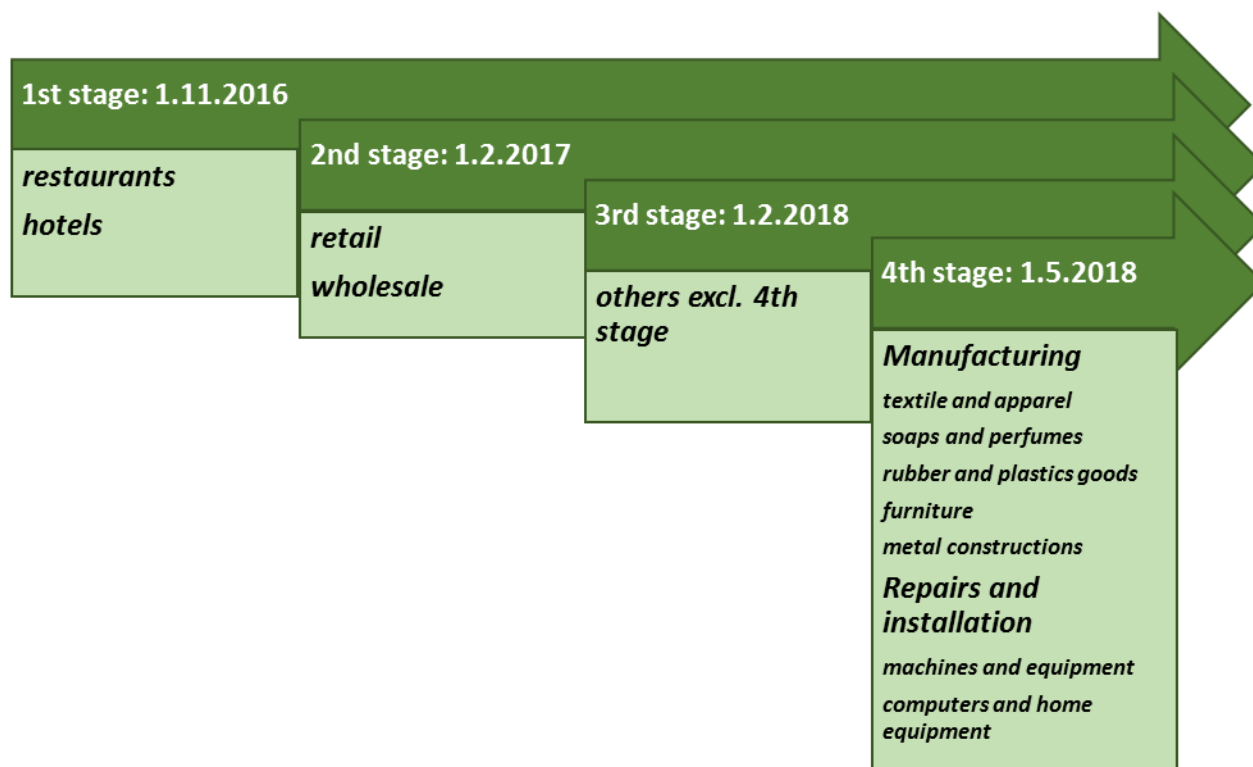 1st stage: 1.11.2016
restaurants
hotels
2nd stage: 1.2.2017
retail
wholesale
3rd stage: 1.2.2018
others excl. 4th
stage
4th stage: 1.5.2018
Manufacturing
textile and apparel
soaps and perfumes
rubber and plastics goods
furniture
metal constructions
Repairs and
installation
machines and equipment
computers and home
equipment